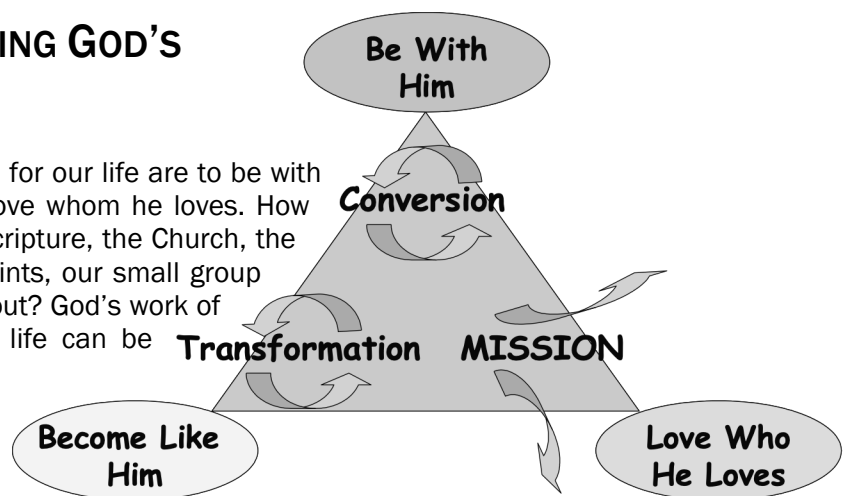 ING GOD'S
for our life are to be with
ove whom he loves. How
cripture, the Church, the
ints, our small group
out? God's work of
life can be
Be With
Him
Conversion
Transformation
MISSION
Become Like
Him
Love Who
He Loves